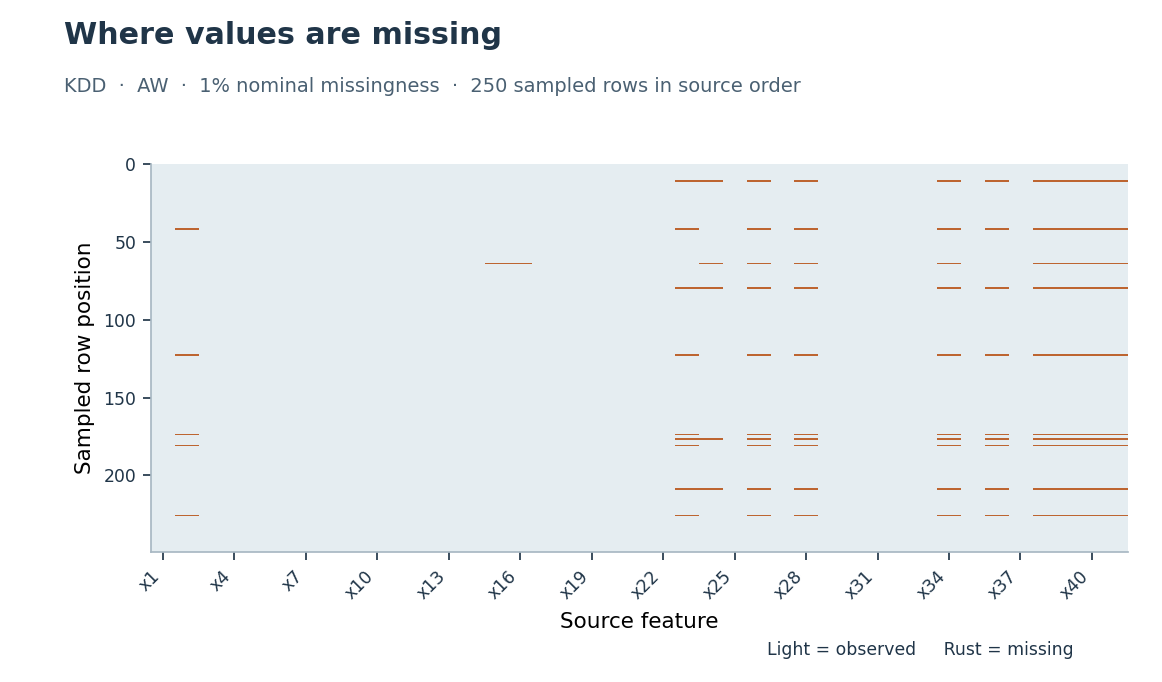 Where values are missing
KDD · AW · 1% nominal missingness · 250 sampled rows in source order
0
50
100
150
200
Sampled row position
x1 x4 x7 x10 x13 x16 x19 x22 x25 x28 x31 x34 x37 x40
Source feature
Light = observed Rust = missing